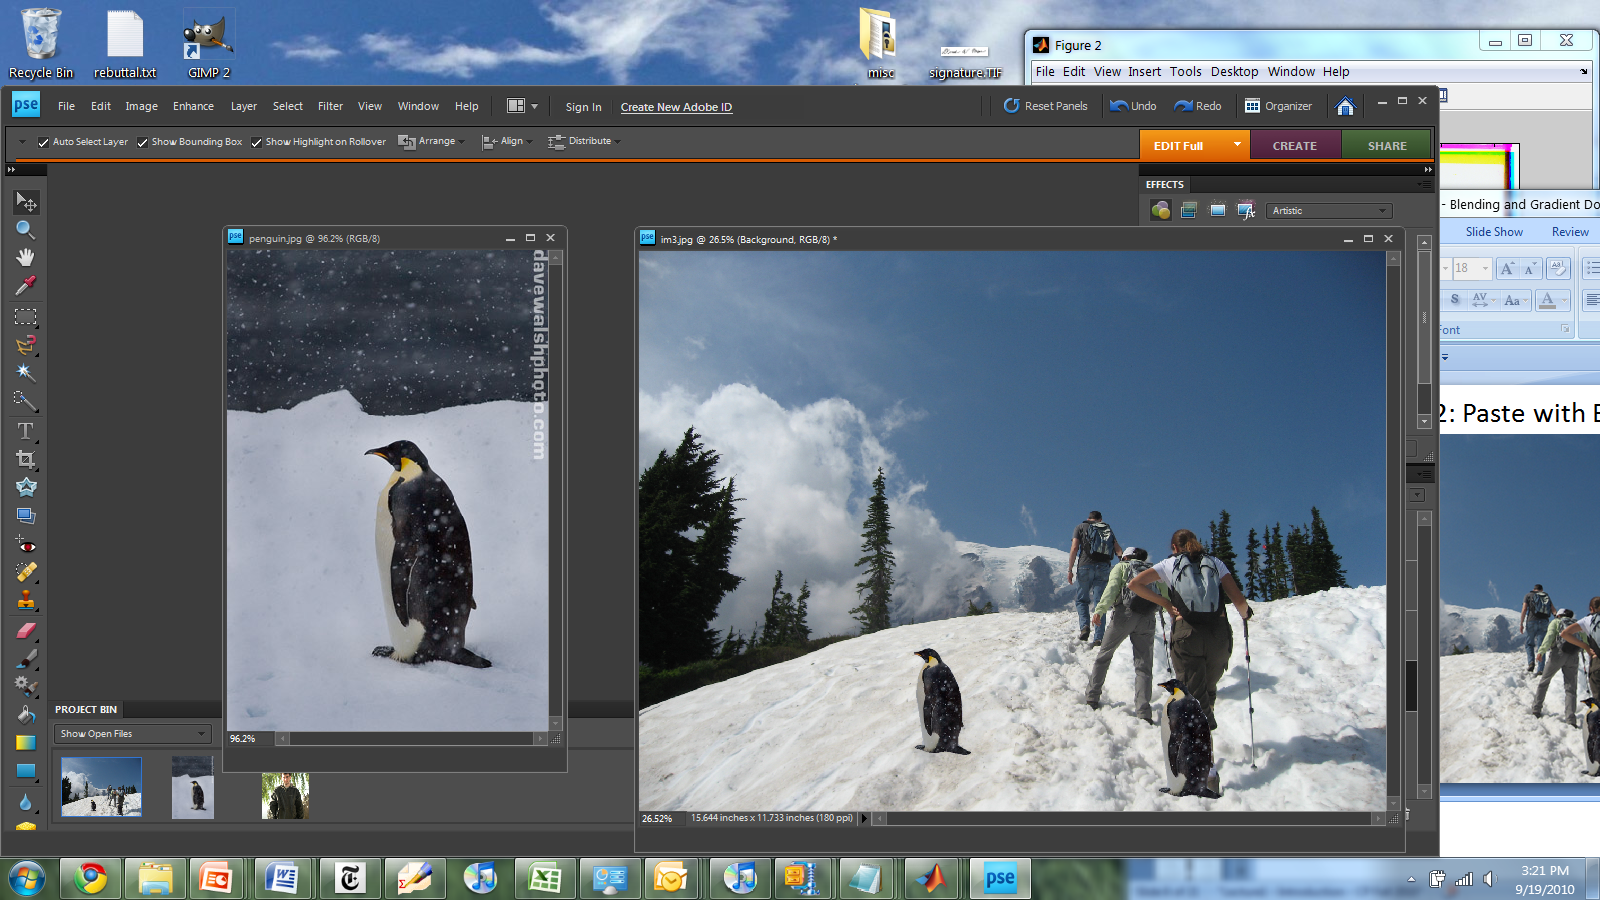 Recycle Bin
rebuttal.txt
GIMP 2
misc
signature.TIF
Figure 2
File Edit View Insert Tools Desktop Window Help
pse File Edit Image Enhance Layer Select Filter View Window Help Sign In Create New Adobe ID Reset Panels Undo Redo Organizer
Auto Select Layer Show Bounding Box Show Highlight on Rollover Arrange Align Distribute
EDIT Full CREATE SHARE
EFFECTS
Artistic
- Blending and Gradient Do
Slide Show Review
18
Aa
Font
2: Paste with
pse penguin.jpg @ 96.2% (RGB/8)
davewalshphoto.com
96.2%
pse im3.jpg @ 26.5% (Background, RGB/8) *
26.52% 15.644 inches x 11.733 inches (180 ppi)
PROJECT BIN
Show Open Files
pse
3:21 PM
9/19/2010